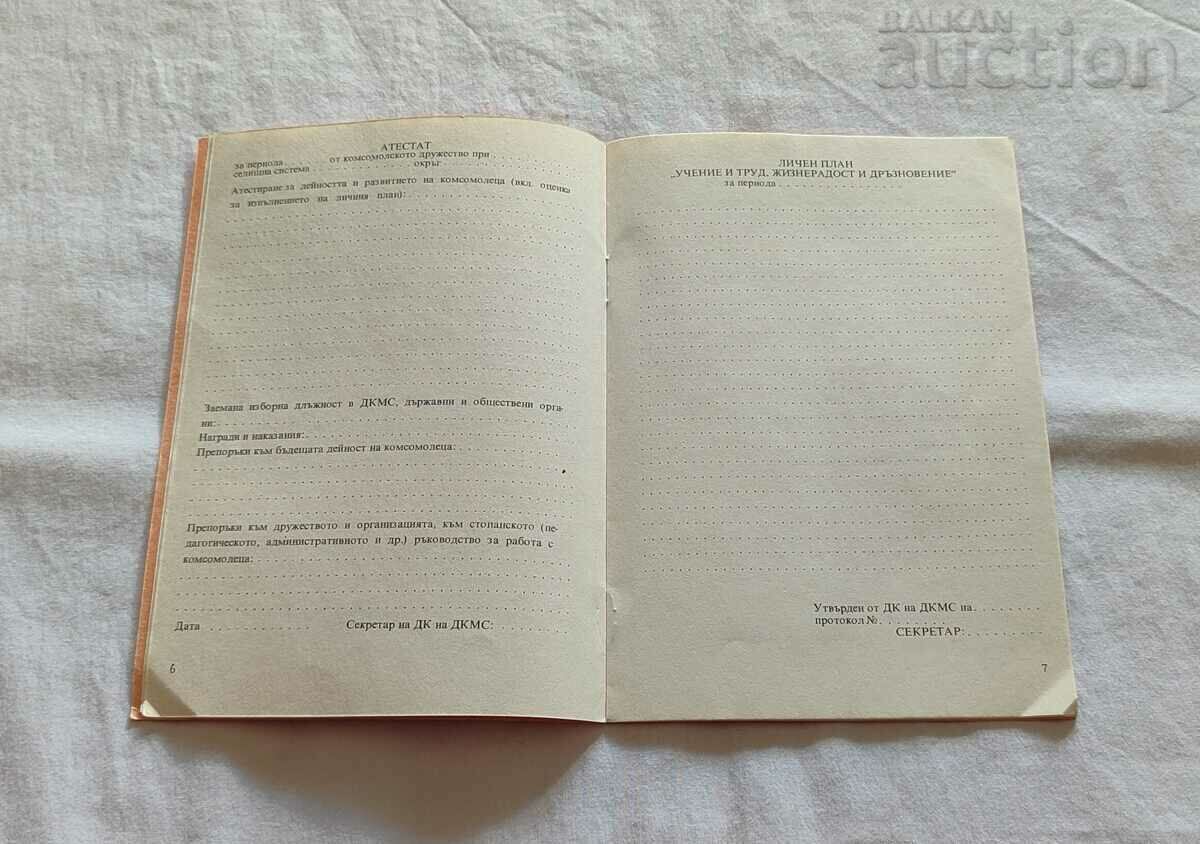 BALKAN
auction
АТЕСТАТ
за периода . . . . . . . от комсомолското дружество при . . . . . . . . . .
селищна система . . . . . . . . . . . . . . . окръг . . . . . . . . . . . . . . . .
Атестиране за дейността и развитието на комсомолеца (вкл. оценка
за изпълнението на личния план):
Заемана изборна длъжност в ДКМС, държавни и обществени орга-
ни:
Награди и наказания:
Препоръки към бъдещата дейност на комсомолеца:
Препоръки към дружеството и организацията, към стопанското (пе-
дагогическото, административното и др.) ръководство за работа с
комсомолеца:
Дата . . . . . . . . . . . . Секретар на ДК на ДКМС: . . . . . . . .
6
ЛИЧЕН ПЛАН
„УЧЕНИЕ И ТРУД, ЖИЗНЕРАДОСТ И ДРЪЗНОВЕНИЕ“
за периода . . . . . . . . . . . . . . .
Утвърден от ДК на ДКМС на. . . . . . . .
протокол № . . . . . . . .
СЕКРЕТАР: . . . . . . . . .
7